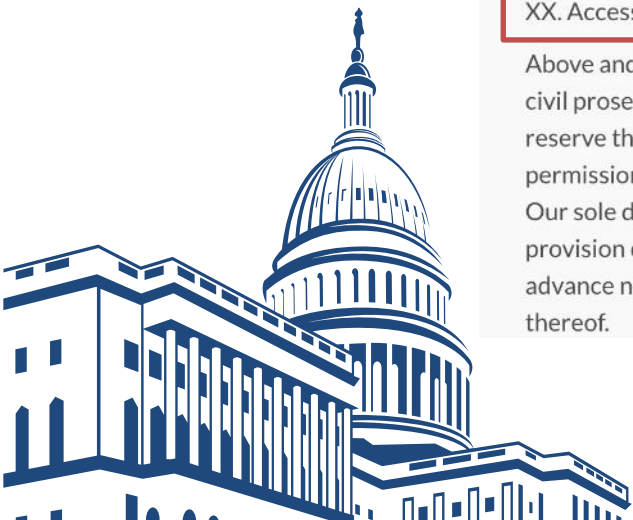 XX. Access
Above and
civil prose
reserve th
permission
Our sole d
provision o
advance n
thereof.